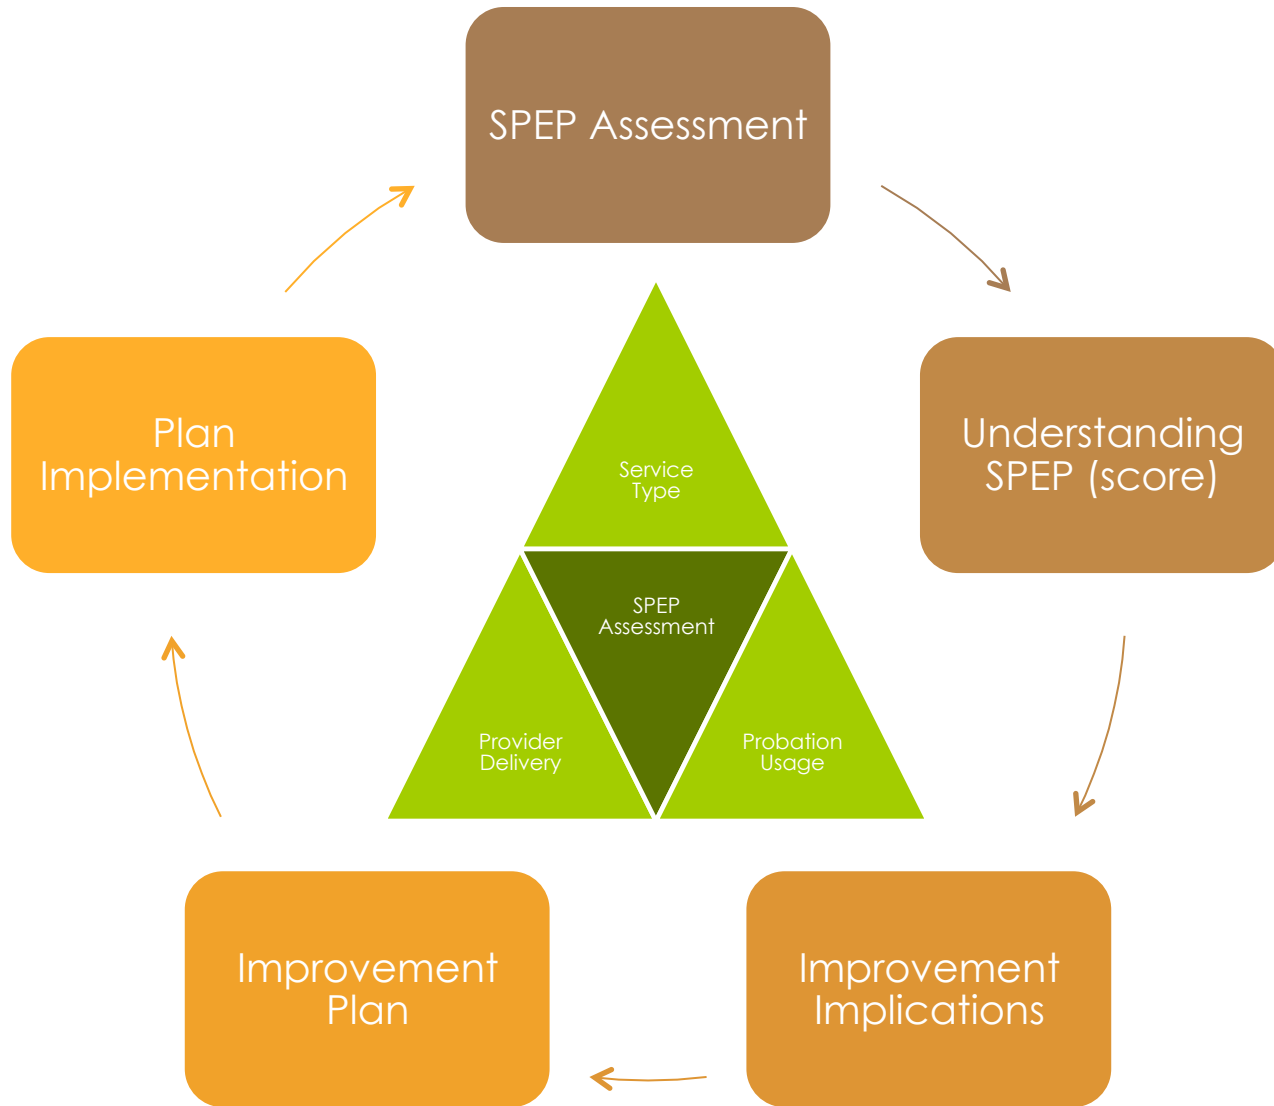 SPEP Assessment
Plan
Implementation
Understanding
SPEP (score)
Service
Type
SPEP
Assessment
Provider
Delivery
Probation
Usage
Improvement
Plan
Improvement
Implications